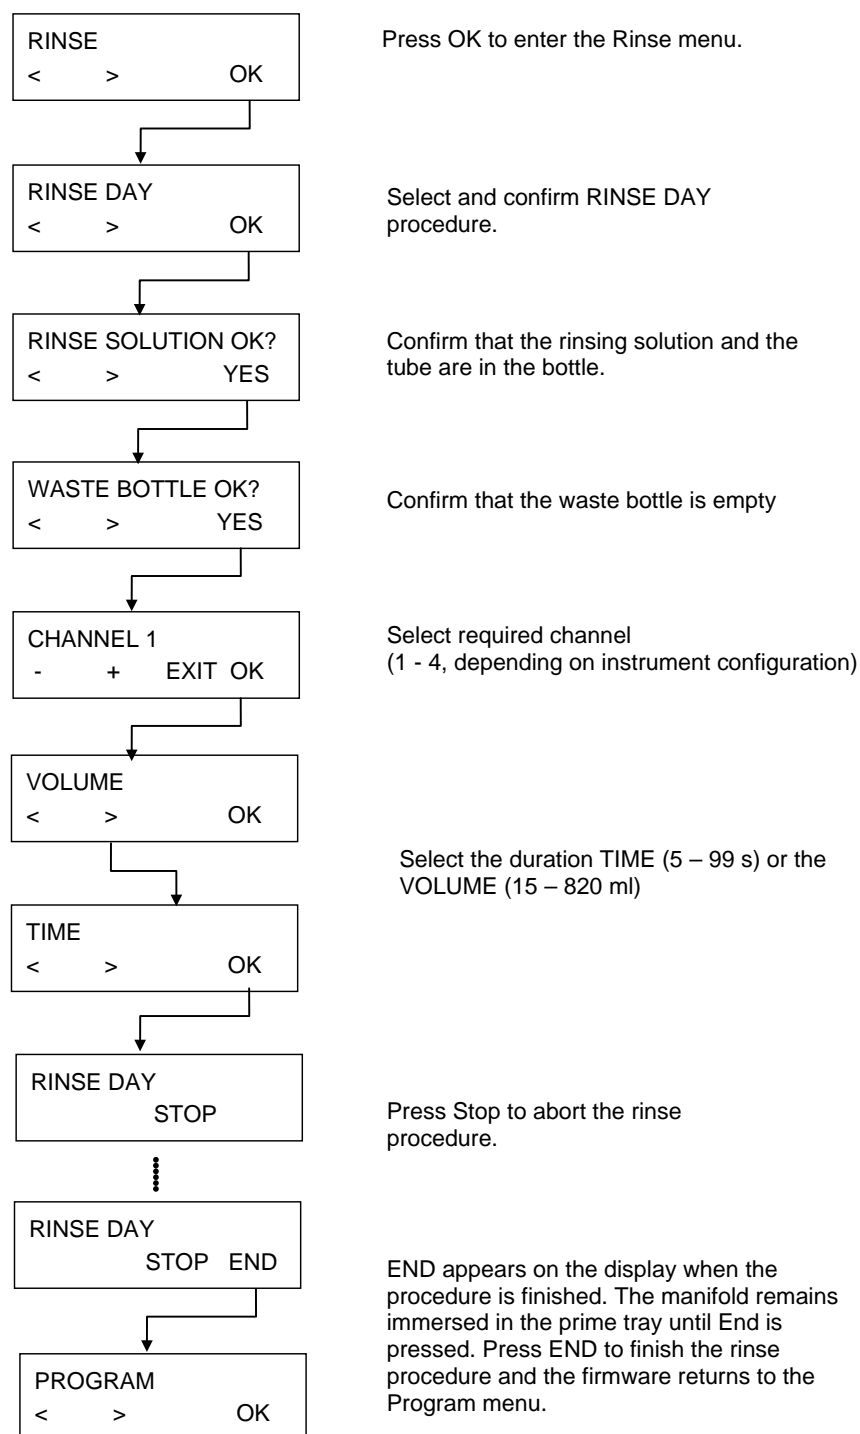 RINSE
< > OK
Press OK to enter the Rinse menu.
RINSE DAY
< > OK
Select and confirm RINSE DAY
procedure.
RINSE SOLUTION OK?
< > YES
Confirm that the rinsing solution and the
tube are in the bottle.
WASTE BOTTLE OK?
< > YES
Confirm that the waste bottle is empty
CHANNEL 1
- + EXIT OK
Select required channel
(1 - 4, depending on instrument configuration)
VOLUME
< > OK
Select the duration TIME (5 – 99 s) or the
VOLUME (15 – 820 ml)
TIME
< > OK
RINSE DAY
STOP
Press Stop to abort the rinse
procedure.
RINSE DAY
STOP END
END appears on the display when the
procedure is finished. The manifold remains
immersed in the prime tray until End is
pressed. Press END to finish the rinse
procedure and the firmware returns to the
Program menu.
PROGRAM
< > OK